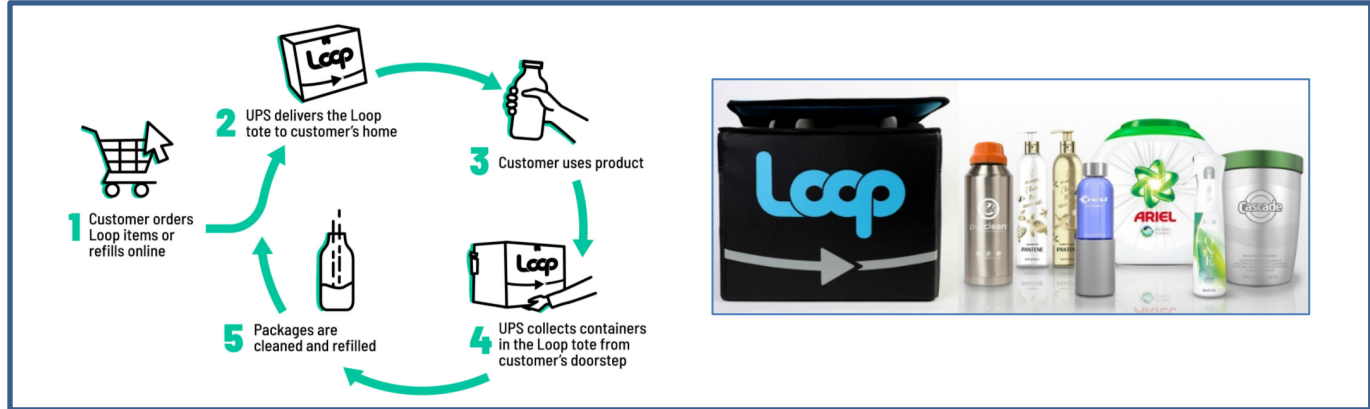 Loop
2 UPS delivers the Loop
tote to customer's home
3 Customer uses product
1 Customer orders
Loop items or
refills online
Loop
4 UPS collects containers
in the Loop tote from
customer's doorstep
5 Packages are
cleaned and refilled
Loop
PANTENE
PANTENE
Crest
ARIEL
Cascade